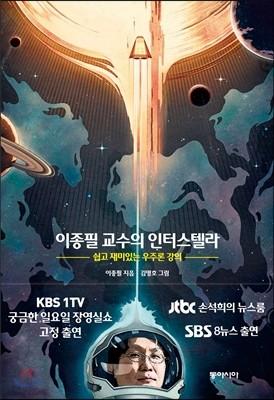 이종필 교수의 인터스텔라
쉽고 재미있는 우주론 강의
이종필 지음 김명호 그림
KBS 1TV
궁금한 일요일 장영실쇼
고정 출연
jtbc 손석희의 뉴스룸
SBS 8뉴스 출연
동아시아